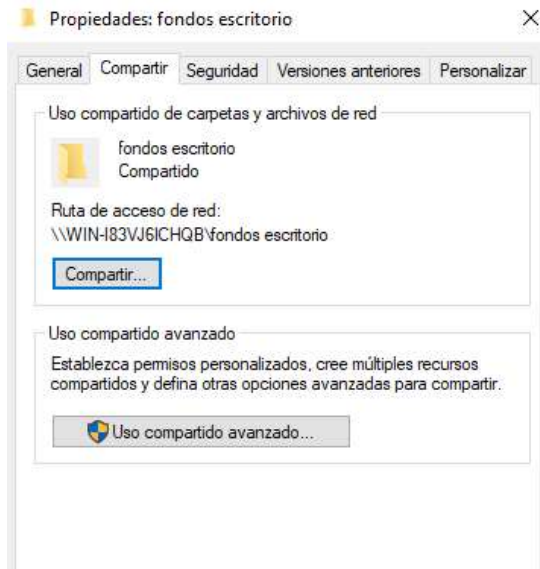 Propiedades: fondos escritorio
General Compartir Seguridad Versiones anteriores Personalizar
Uso compartido de carpetas y archivos de red
fondos escritorio
Compartido
Ruta de acceso de red:
\\WIN-I83VJ6ICHQB\fondos escritorio
Compartir...
Uso compartido avanzado
Establezca permisos personalizados, cree múltiples recursos
compartidos y defina otras opciones avanzadas para compartir.
Uso compartido avanzado...